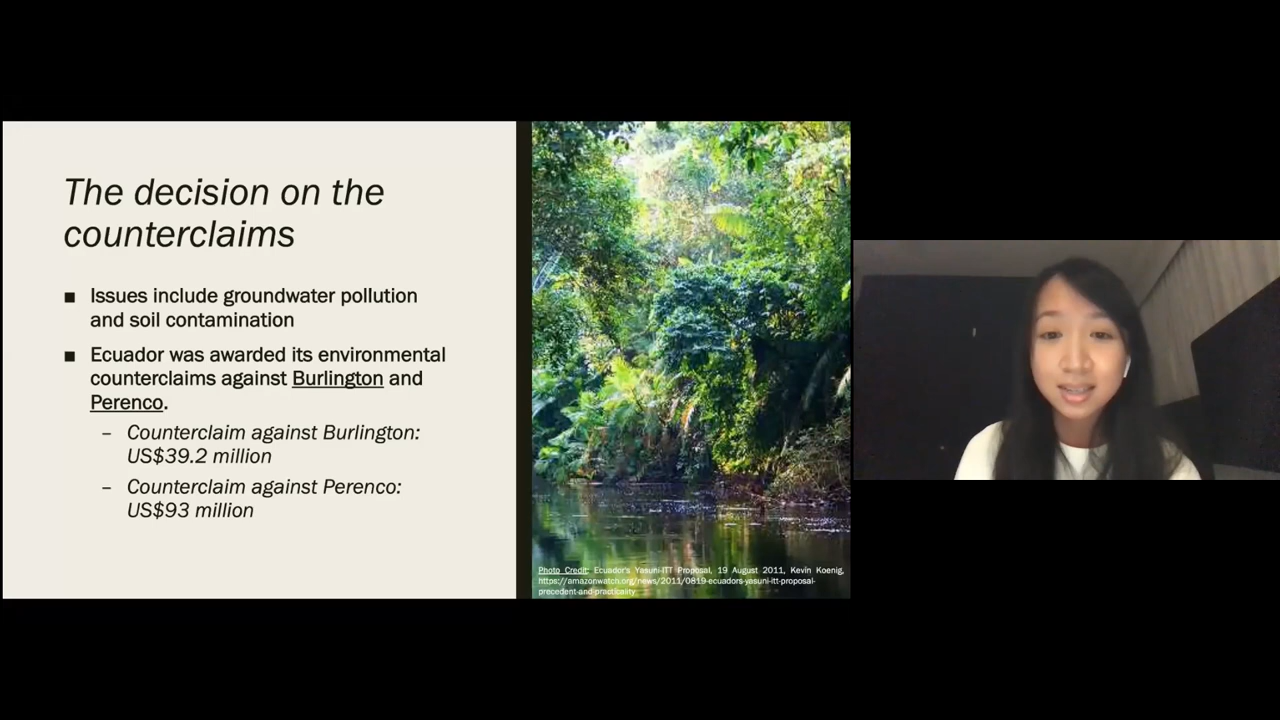 The decision on the
counterclaims
■ Issues include groundwater pollution
and soil contamination
■ Ecuador was awarded its environmental
counterclaims against Burlington and
Perenco.
– Counterclaim against Burlington:
US$39.2 million
– Counterclaim against Perenco:
US$93 million
Photo Credit: Ecuador's Yasuni-ITT Proposal, 19 August 2011, Kevin Koenig,
https://amazonwatch.org/news/2011/0819-ecuadors-yasuni-itt-proposal-
precedent-and-practicality